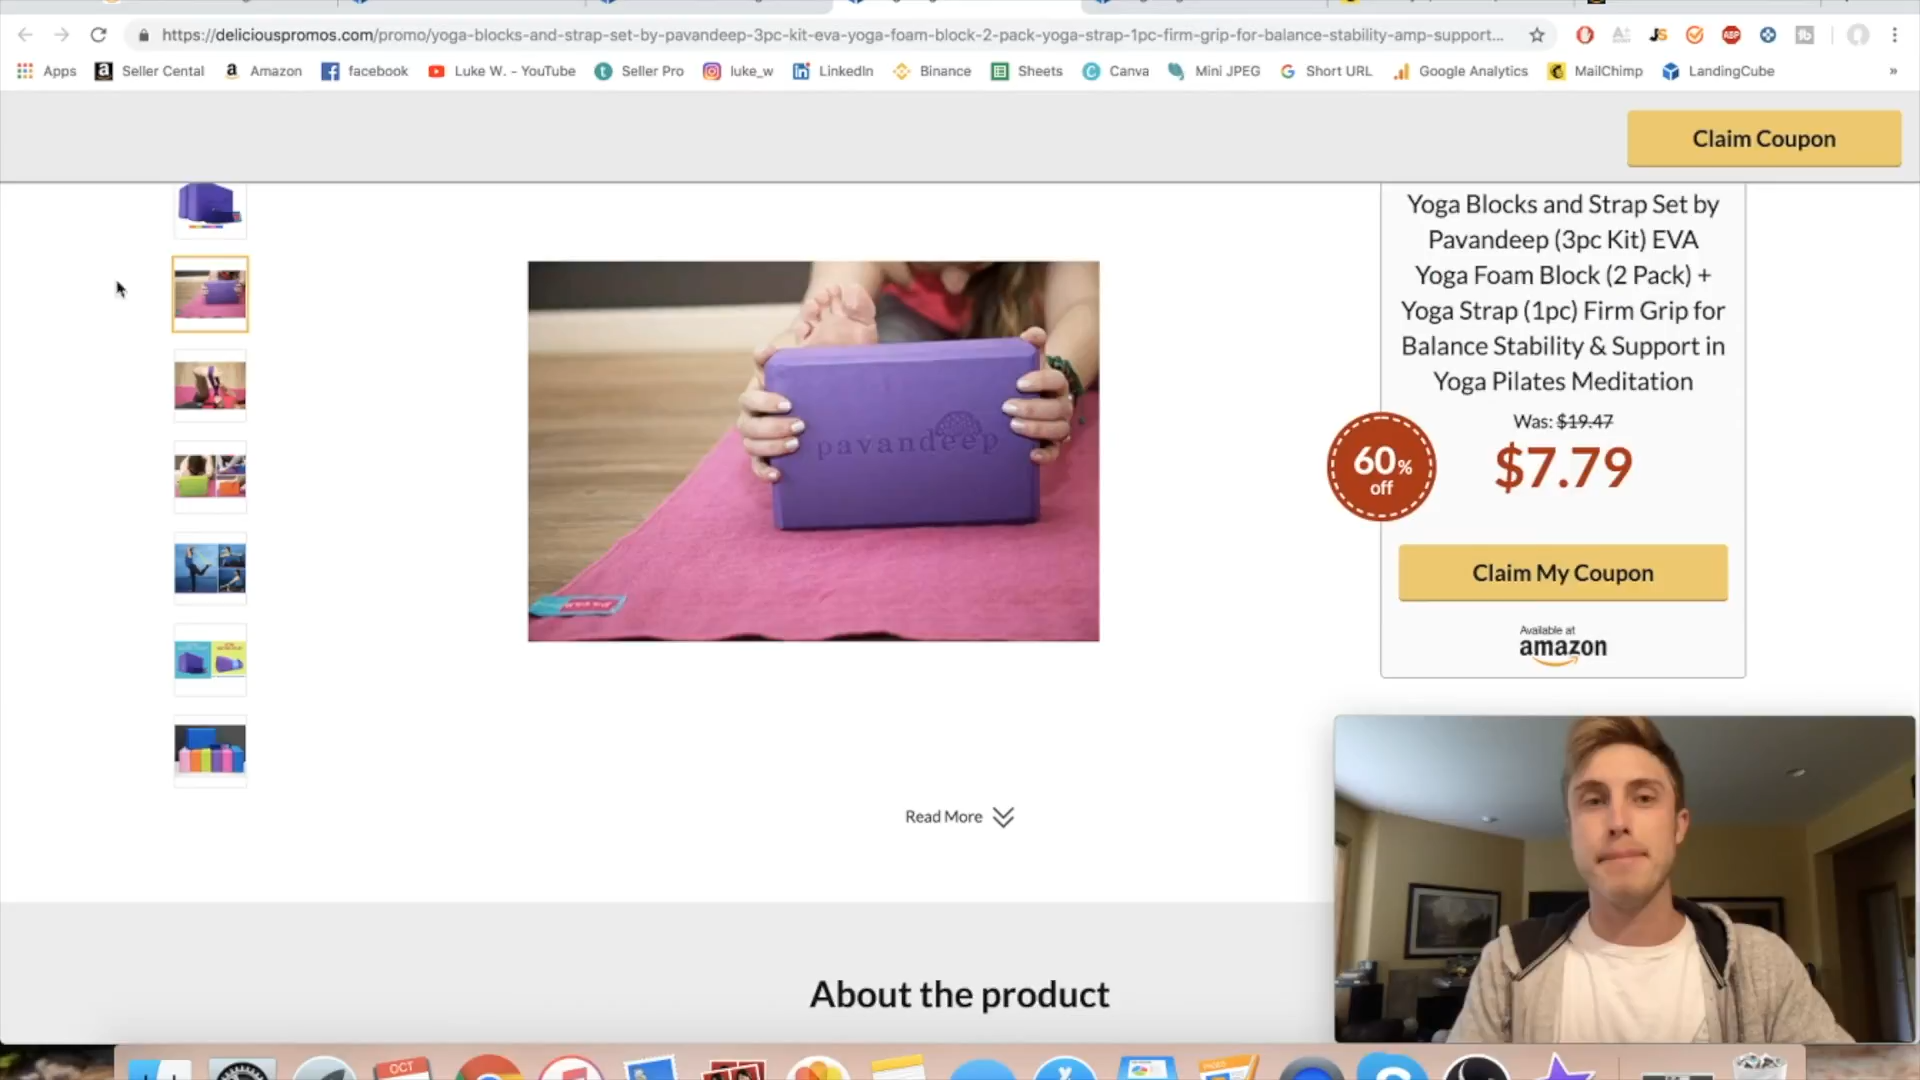 https://deliciouspromos.com/promo/yoga-blocks-and-strap-set-by-pavandeep-3pc-kit-eva-yoga-foam-block-2-pack-yoga-strap-1pc-firm-grip-for-balance-stability-amp-support...
Apps Seller Cental Amazon facebook Luke W. - YouTube Seller Pro luke_w LinkedIn Binance Sheets Canva Mini JPEG Short URL Google Analytics MailChimp LandingCube »
Claim Coupon
Yoga Blocks and Strap Set by
Pavandeep (3pc Kit) EVA
Yoga Foam Block (2 Pack) +
Yoga Strap (1pc) Firm Grip for
Balance Stability & Support in
Yoga Pilates Meditation
Was: $19.47
$7.79
60%
off
Claim My Coupon
Available at
amazon
pavandeep
Read More
About the product
OCT